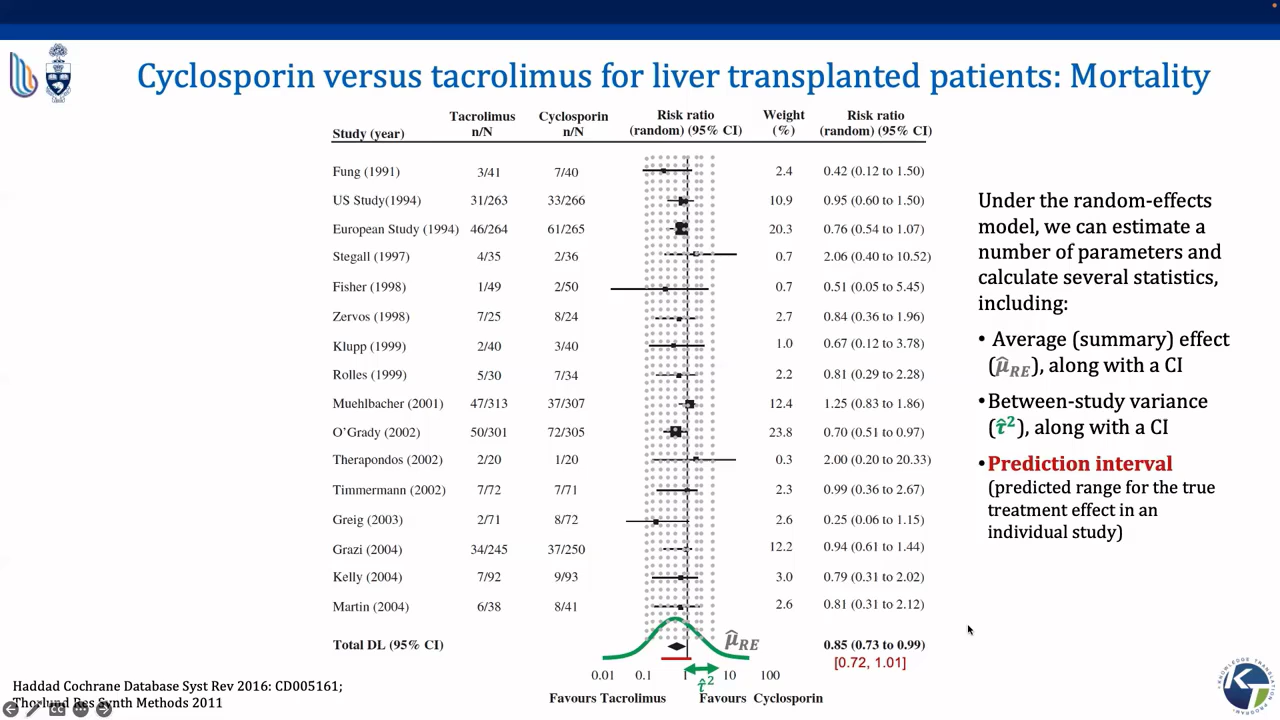 Cyclosporin versus tacrolimus for liver transplanted patients: Mortality
Study (year) Tacrolimus n/N Cyclosporin n/N Risk ratio (random) (95% CI) Weight (%) Risk ratio (random) (95% CI)
Fung (1991) 3/41 7/40 2.4 0.42 (0.12 to 1.50)
US Study(1994) 31/263 33/266 10.9 0.95 (0.60 to 1.50)
European Study (1994) 46/264 61/265 20.3 0.76 (0.54 to 1.07)
Stegall (1997) 4/35 2/36 0.7 2.06 (0.40 to 10.52)
Fisher (1998) 1/49 2/50 0.7 0.51 (0.05 to 5.45)
Zervos (1998) 7/25 8/24 2.7 0.84 (0.36 to 1.96)
Klupp (1999) 2/40 3/40 1.0 0.67 (0.12 to 3.78)
Rolles (1999) 5/30 7/34 2.2 0.81 (0.29 to 2.28)
Muehlbacher (2001) 47/313 37/307 12.4 1.25 (0.83 to 1.86)
O'Grady (2002) 50/301 72/305 23.8 0.70 (0.51 to 0.97)
Therapondos (2002) 2/20 1/20 0.3 2.00 (0.20 to 20.33)
Timmermann (2002) 7/72 7/71 2.3 0.99 (0.36 to 2.67)
Greig (2003) 2/71 8/72 2.6 0.25 (0.06 to 1.15)
Grazi (2004) 34/245 37/250 12.2 0.94 (0.61 to 1.44)
Kelly (2004) 7/92 9/93 3.0 0.79 (0.31 to 2.02)
Martin (2004) 6/38 8/41 2.6 0.81 (0.31 to 2.12)
Total DL (95% CI) μ̂RE 0.85 (0.73 to 0.99)
[0.72, 1.01]
0.01 0.1 1 10 100
τ̂²
Favours Tacrolimus Favours Cyclosporin
Under the random-effects
model, we can estimate a
number of parameters and
calculate several statistics,
including:
• Average (summary) effect
(μ̂RE), along with a CI
•Between-study variance
(τ̂²), along with a CI
•Prediction interval
(predicted range for the true
treatment effect in an
individual study)
Haddad Cochrane Database Syst Rev 2016: CD005161;
Thorlund Res Synth Methods 2011
KNOWLEDGE TRANSLATION PROGRAM
KT